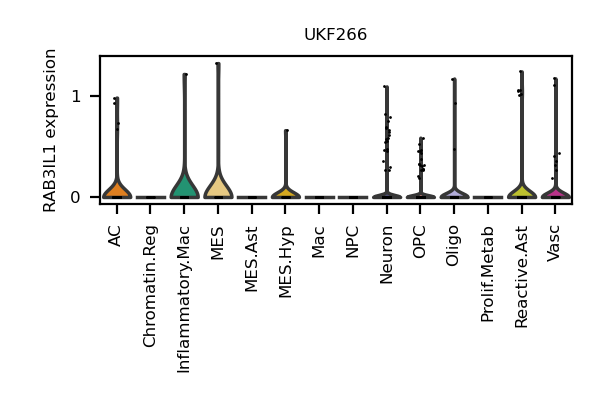 UKF266
RAB3IL1 expression
1
0
AC
Chromatin.Reg
Inflammatory.Mac
MES
MES.Ast
MES.Hyp
Mac
NPC
Neuron
OPC
Oligo
Prolif.Metab
Reactive.Ast
Vasc